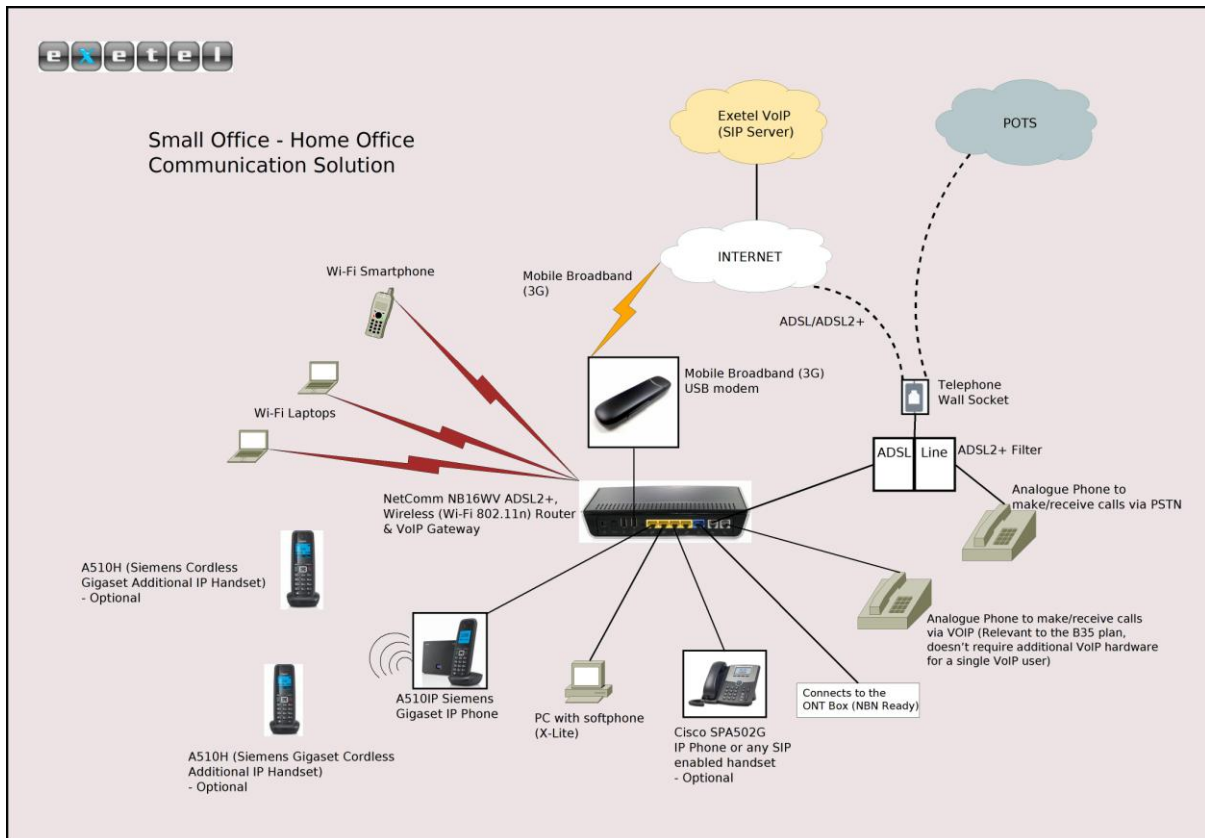 exetel
Small Office - Home Office
Communication Solution
Exetel VoIP
(SIP Server)
POTS
INTERNET
Wi-Fi Smartphone
Mobile Broadband
(3G)
ADSL/ADSL2+
Mobile Broadband (3G)
USB modem
Telephone
Wall Socket
Wi-Fi Laptops
ADSL
Line
ADSL2+ Filter
NetComm NB16WV ADSL2+,
Wireless (Wi-Fi 802.11n) Router
& VoIP Gateway
Analogue Phone to
make/receive calls via PSTN
A510H (Siemens Cordless
Gigaset Additional IP Handset)
- Optional
Analogue Phone to make/receive calls
via VOIP (Relevant to the B35 plan,
doesn't require additional VoIP hardware
for a single VoIP user)
A510IP Siemens
Gigaset IP Phone
PC with softphone
(X-Lite)
Cisco SPA502G
IP Phone or any SIP
enabled handset
- Optional
Connects to the
ONT Box (NBN Ready)
A510H (Siemens Gigaset Cordless
Additional IP Handset)
- Optional